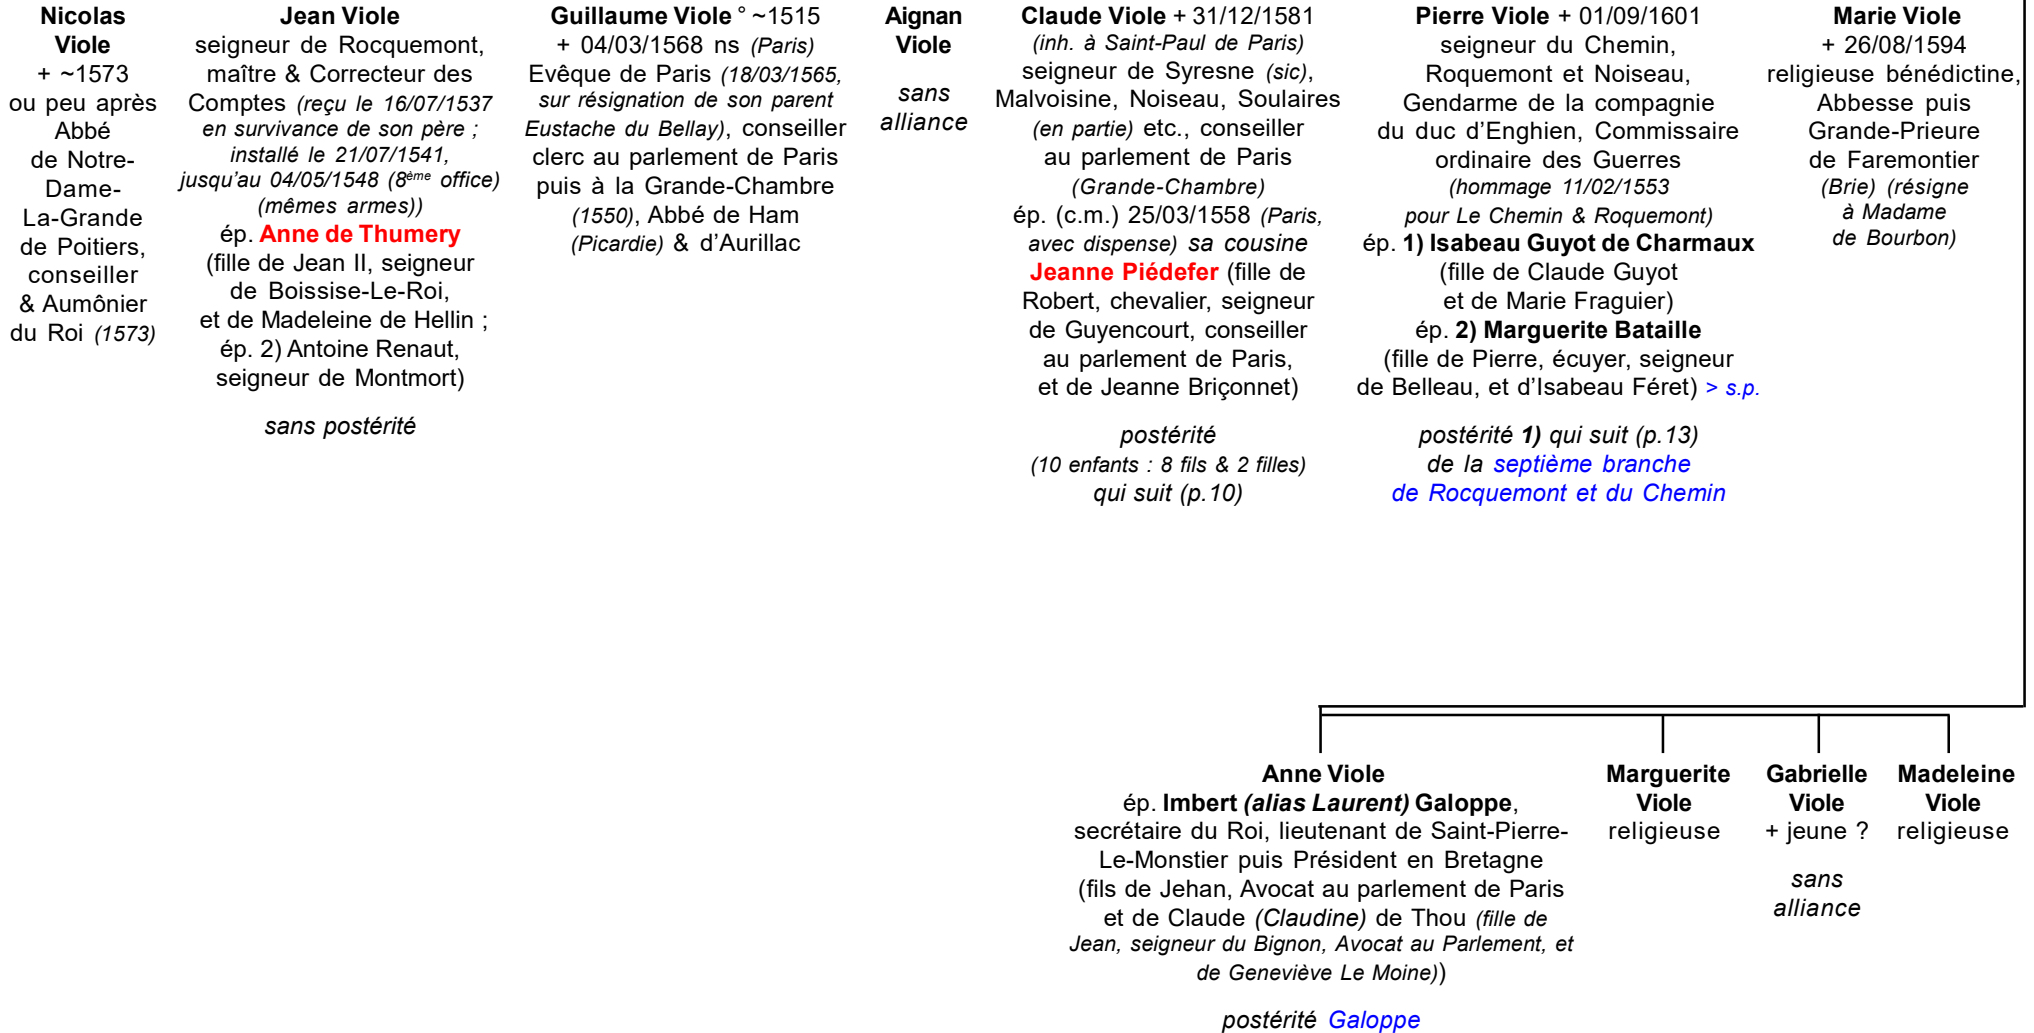 Nicolas
Viole
+ ~1573
ou peu après
Abbé
de Notre-
Dame-
La-Grande
de Poitiers,
conseiller
& Aumônier
du Roi (1573)
Jean Viole
seigneur de Rocquemont,
maître & Correcteur des
Comptes (reçu le 16/07/1537
en survivance de son père ;
installé le 21/07/1541,
jusqu'au 04/05/1548 (8ème office)
(mêmes armes))
ép. Anne de Thumery
(fille de Jean II, seigneur
de Boissise-Le-Roi,
et de Madeleine de Hellin ;
ép. 2) Antoine Renaut,
seigneur de Montmort)
sans postérité
Guillaume Viole ° ~1515
+ 04/03/1568 ns (Paris)
Evêque de Paris (18/03/1565,
sur résignation de son parent
Eustache du Bellay), conseiller
clerc au parlement de Paris
puis à la Grande-Chambre
(1550), Abbé de Ham
(Picardie) & d'Aurillac
Aignan
Viole
sans
alliance
Claude Viole + 31/12/1581
(inh. à Saint-Paul de Paris)
seigneur de Syresne (sic),
Malvoisine, Noiseau, Soulaires
(en partie) etc., conseiller
au parlement de Paris
(Grande-Chambre)
ép. (c.m.) 25/03/1558 (Paris,
avec dispense) sa cousine
Jeanne Piédefer (fille de
Robert, chevalier, seigneur
de Guyencourt, conseiller
au parlement de Paris,
et de Jeanne Briçonnet)
postérité
(10 enfants : 8 fils & 2 filles)
qui suit (p.10)
Pierre Viole + 01/09/1601
seigneur du Chemin,
Roquemont et Noiseau,
Gendarme de la compagnie
du duc d'Enghien, Commissaire
ordinaire des Guerres
(hommage 11/02/1553
pour Le Chemin & Roquemont)
ép. 1) Isabeau Guyot de Charmaux
(fille de Claude Guyot
et de Marie Fraguier)
ép. 2) Marguerite Bataille
(fille de Pierre, écuyer, seigneur
de Belleau, et d'Isabeau Féret) > s.p.
postérité 1) qui suit (p.13)
de la septième branche
de Rocquemont et du Chemin
Marie Viole
+ 26/08/1594
religieuse bénédictine,
Abbesse puis
Grande-Prieure
de Faremontier
(Brie) (résigne
à Madame
de Bourbon)
Anne Viole
ép. Imbert (alias Laurent) Galoppe,
secrétaire du Roi, lieutenant de Saint-Pierre-
Le-Monstier puis Président en Bretagne
(fils de Jehan, Avocat au parlement de Paris
et de Claude (Claudine) de Thou (fille de
Jean, seigneur du Bignon, Avocat au Parlement, et
de Geneviève Le Moine))
postérité Galoppe
Marguerite
Viole
religieuse
Gabrielle
Viole
+ jeune ?
sans
alliance
Madeleine
Viole
religieuse